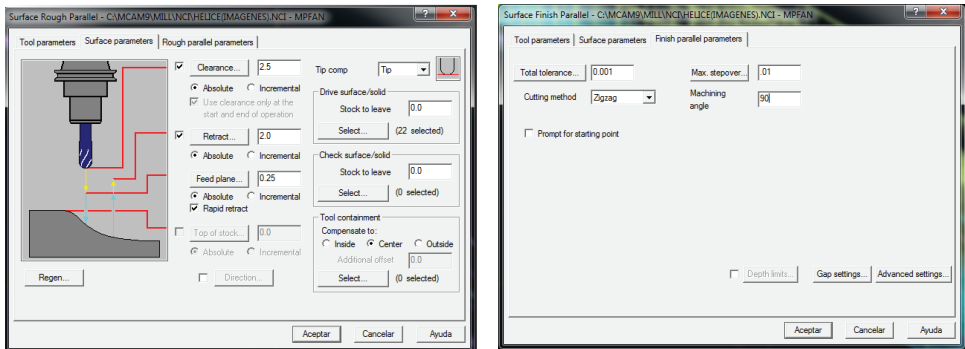 Surface Rough Parallel - C:\MCAM9\MILL\NCI\HELICE(IMAGENES).NCI - MPFAN
Tool parameters Surface parameters Rough parallel parameters
Clearance... 2.5
Absolute Incremental
Use clearance only at the
start and end of operation
Retract... 2.0
Absolute Incremental
Feed plane... 0.25
Absolute Incremental
Rapid retract
Top of stock... 0.0
Absolute Incremental
Regen...
Direction...
Tip comp Tip
Drive surface/solid
Stock to leave 0.0
Select... (22 selected)
Check surface/solid
Stock to leave 0.0
Select... (0 selected)
Tool containment
Compensate to:
Inside Center Outside
Additional offset 0.0
Select... (0 selected)
Aceptar Cancelar Ayuda
Surface Finish Parallel - C:\MCAM9\MILL\NCI\HELICE(IMAGENES).NCI - MPFAN
Tool parameters Surface parameters Finish parallel parameters
Total tolerance... 0.001 Max. stepover... .01
Cutting method Zigzag Machining
angle 90
Prompt for starting point
Depth limits... Gap settings... Advanced settings...
Aceptar Cancelar Ayuda